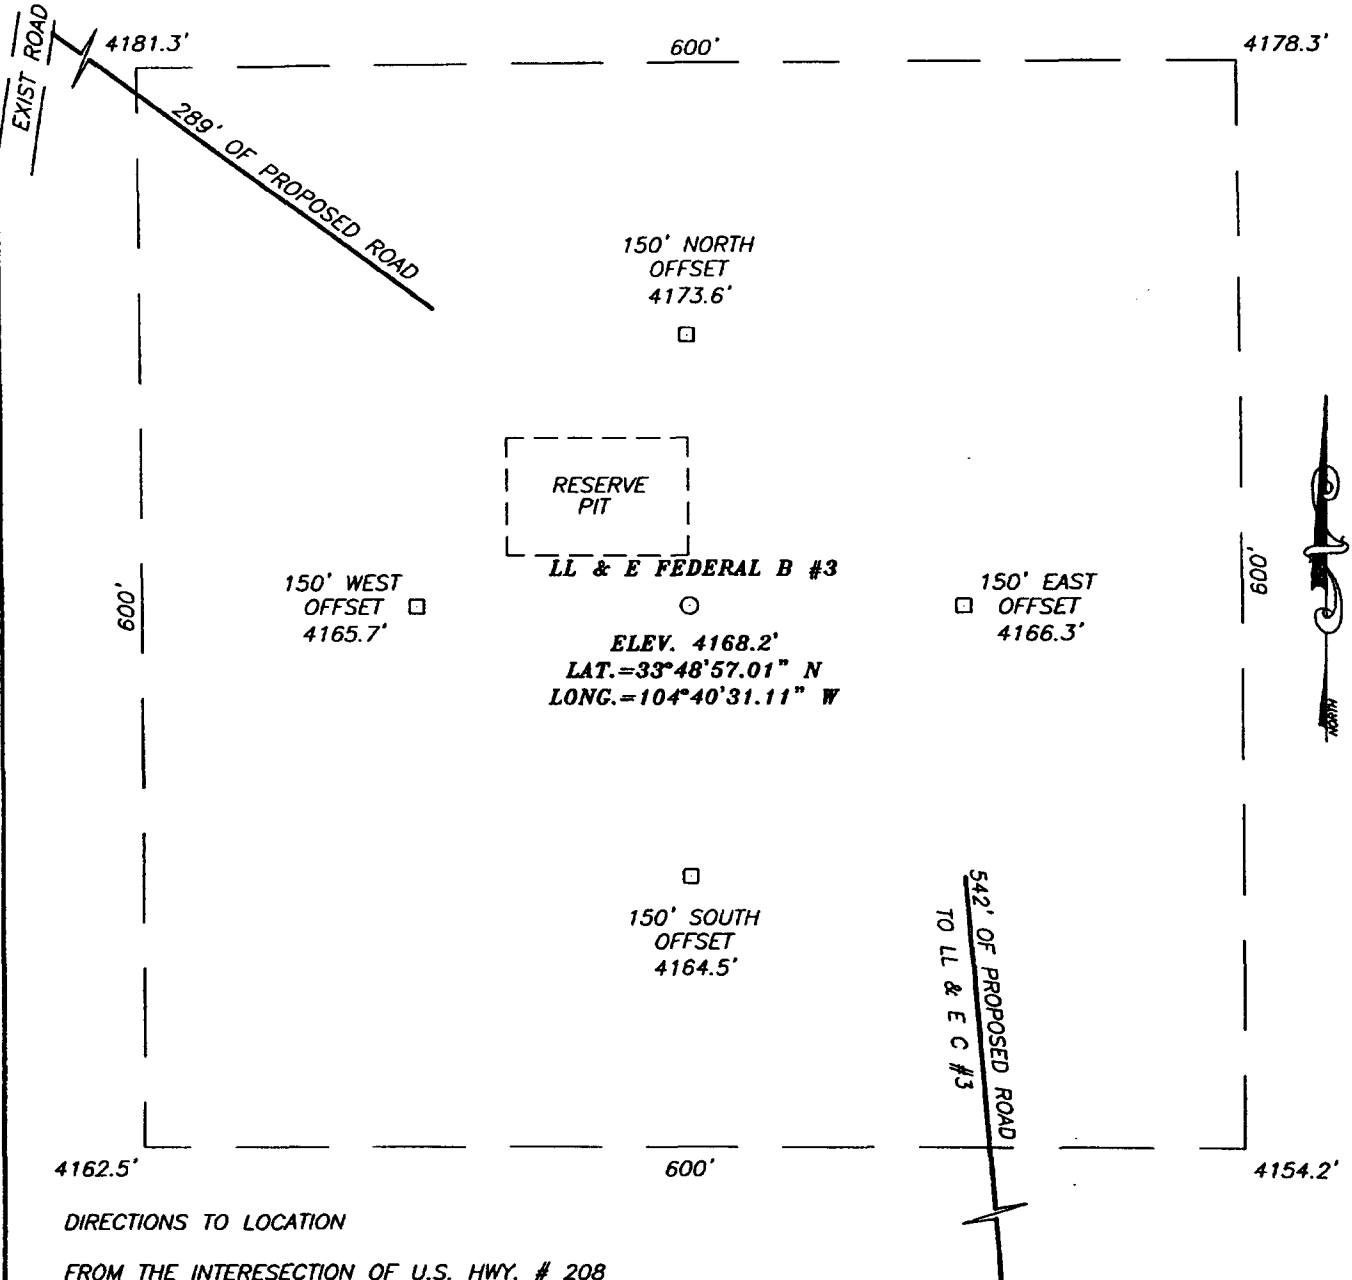 EXIST ROAD
4181.3'
600'
4178.3'
289' OF PROPOSED ROAD
150' NORTH
OFFSET
4173.6'
RESERVE
PIT
LL & E FEDERAL B #3
150' WEST
OFFSET
4165.7'
600'
150' EAST
OFFSET
4166.3'
600'
ELEV. 4168.2'
LAT.=33°48'57.01" N
LONG.=104°40'31.11" W
NORTH
150' SOUTH
OFFSET
4164.5'
542' OF PROPOSED ROAD
TO LL & E C #3
4162.5'
600'
4154.2'
DIRECTIONS TO LOCATION
FROM THE INTERESECTION OF U.S. HWY. # 208